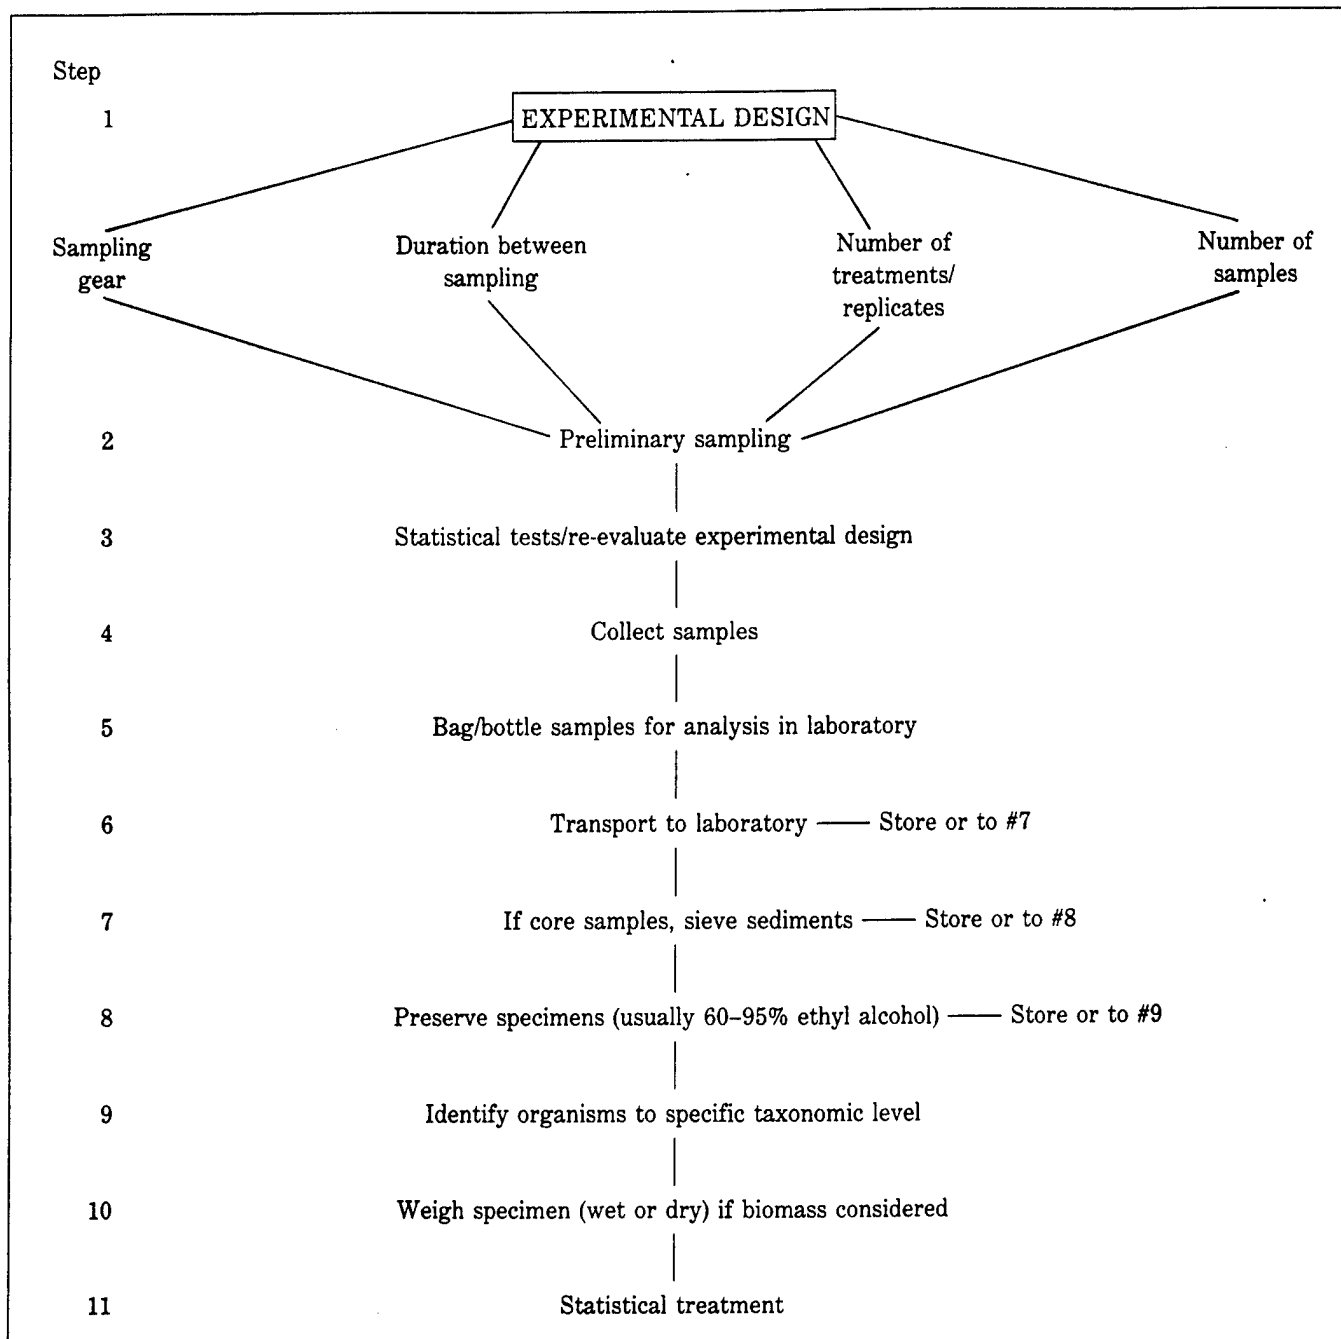 Step
1 EXPERIMENTAL DESIGN
Sampling
gear
Duration between
sampling
Number of
treatments/
replicates
Number of
samples
2 Preliminary sampling
3 Statistical tests/re-evaluate experimental design
4 Collect samples
5 Bag/bottle samples for analysis in laboratory
6 Transport to laboratory Store or to #7
7 If core samples, sieve sediments Store or to #8
8 Preserve specimens (usually 60–95% ethyl alcohol) Store or to #9
9 Identify organisms to specific taxonomic level
10 Weigh specimen (wet or dry) if biomass considered
11 Statistical treatment